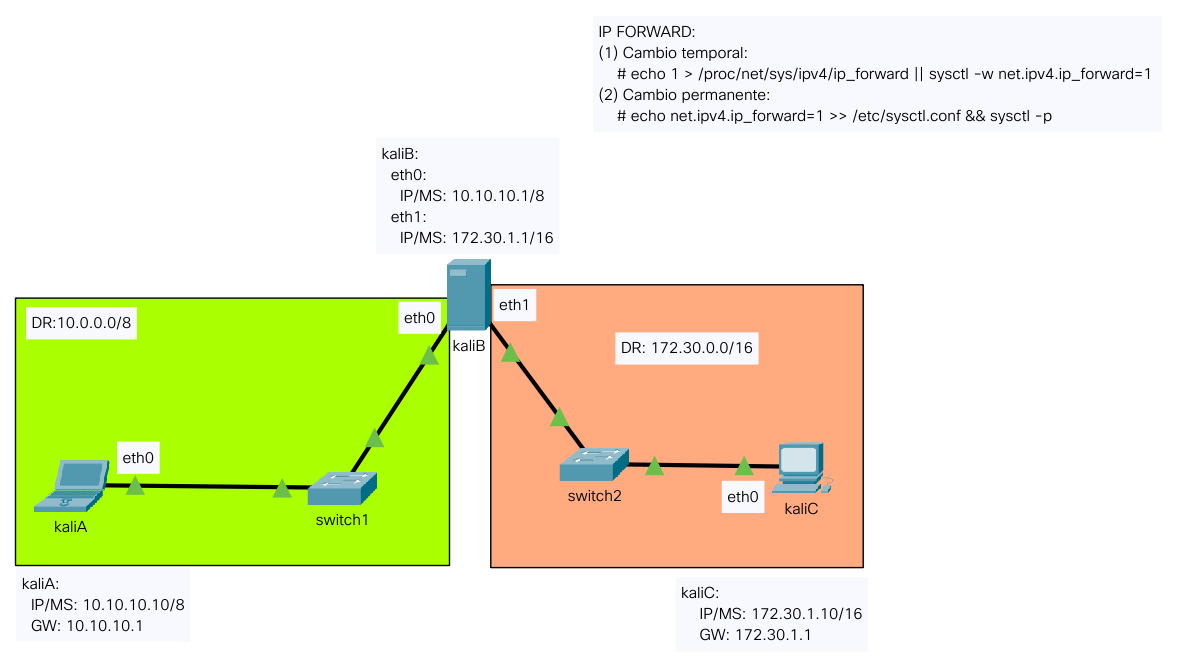 IP FORWARD:
(1) Cambio temporal:
# echo 1 > /proc/net/sys/ipv4/ip_forward || sysctl -w net.ipv4.ip_forward=1
(2) Cambio permanente:
# echo net.ipv4.ip_forward=1 >> /etc/sysctl.conf && sysctl -p
kaliB:
eth0:
IP/MS: 10.10.10.1/8
eth1:
IP/MS: 172.30.1.1/16
DR:10.0.0.0/8
eth0
eth1
kaliB
DR: 172.30.0.0/16
eth0
kaliA
switch1
switch2
eth0
kaliC
kaliA:
IP/MS: 10.10.10.10/8
GW: 10.10.10.1
kaliC:
IP/MS: 172.30.1.10/16
GW: 172.30.1.1